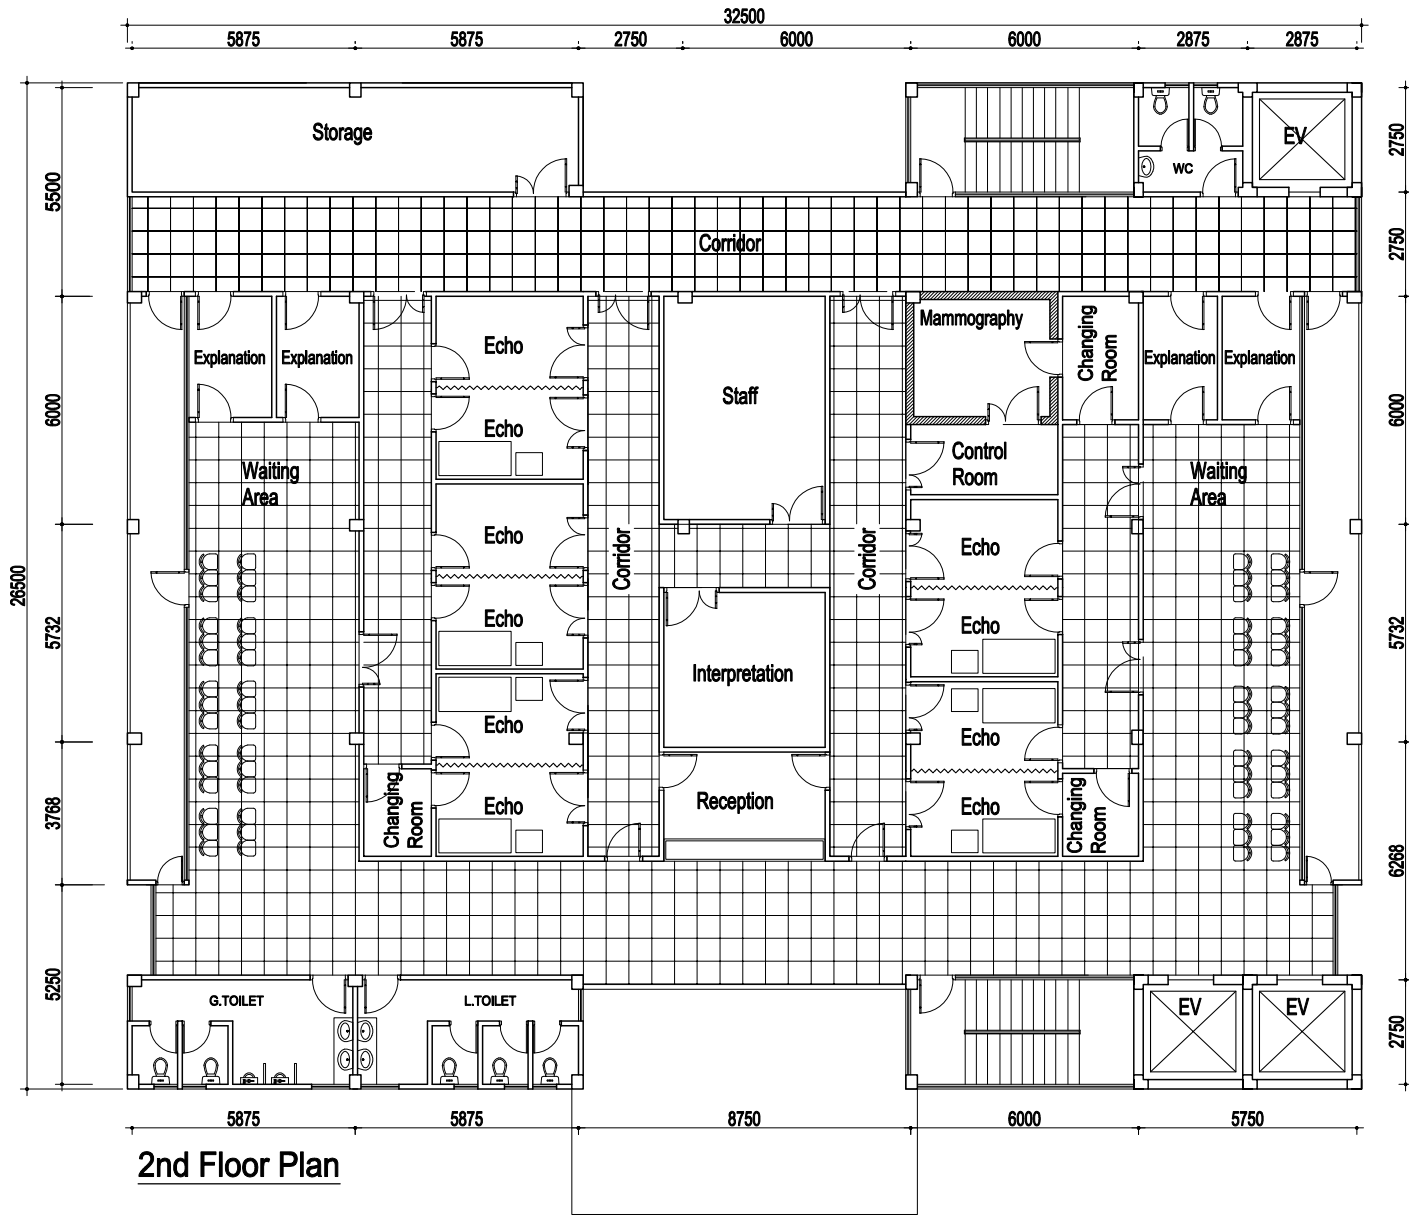 32500
5875
5875
2750
6000
6000
2875
2875
Storage
WC
EV
2750
5500
Corridor
2750
Explanation
Explanation
Echo
Mammography
Changing
Room
Explanation
Explanation
Echo
Staff
6000
6000
Waiting
Area
Control
Room
Waiting
Area
Echo
Corridor
Corridor
Echo
26500
Echo
Echo
5732
5732
Interpretation
Echo
Echo
Changing
Room
Echo
Reception
Echo
Changing
Room
3768
6268
5250
G.TOILET
L.TOILET
EV
EV
2750
5875
5875
8750
6000
5750
2nd Floor Plan